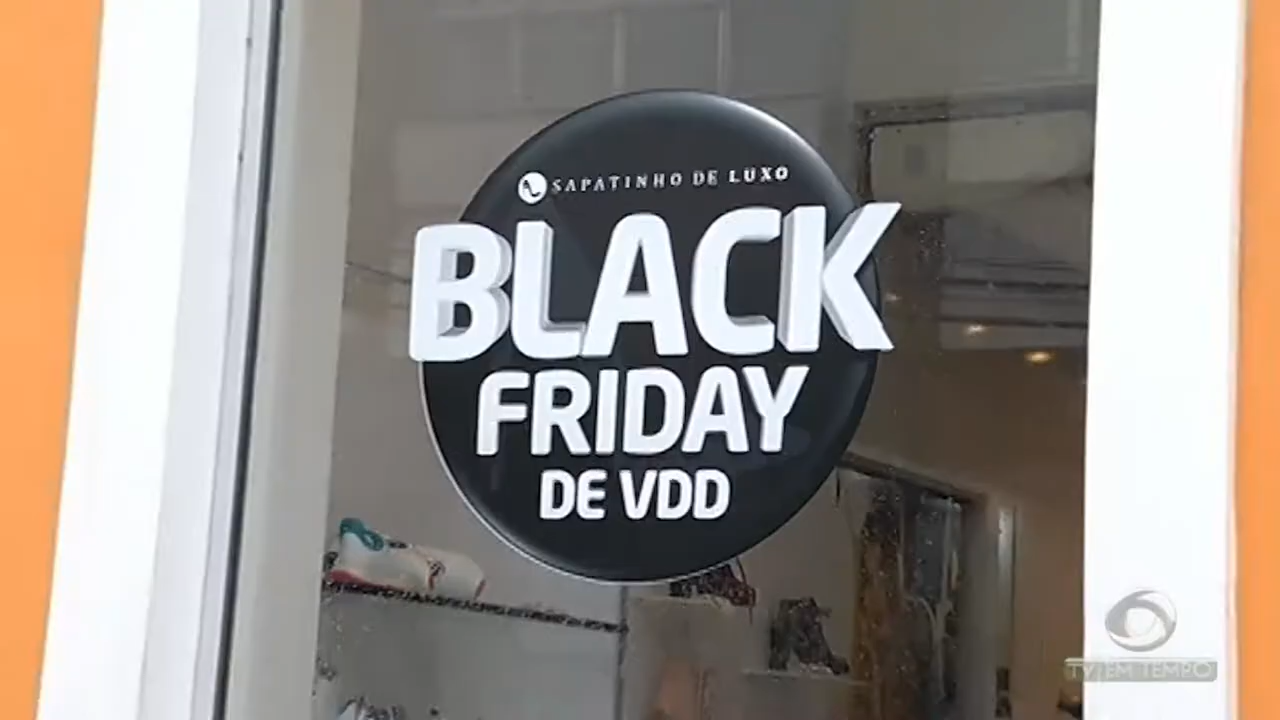 SAPATINHO DE LUXO
BLACK
FRIDAY
DE VDD
TV EM TEMPO